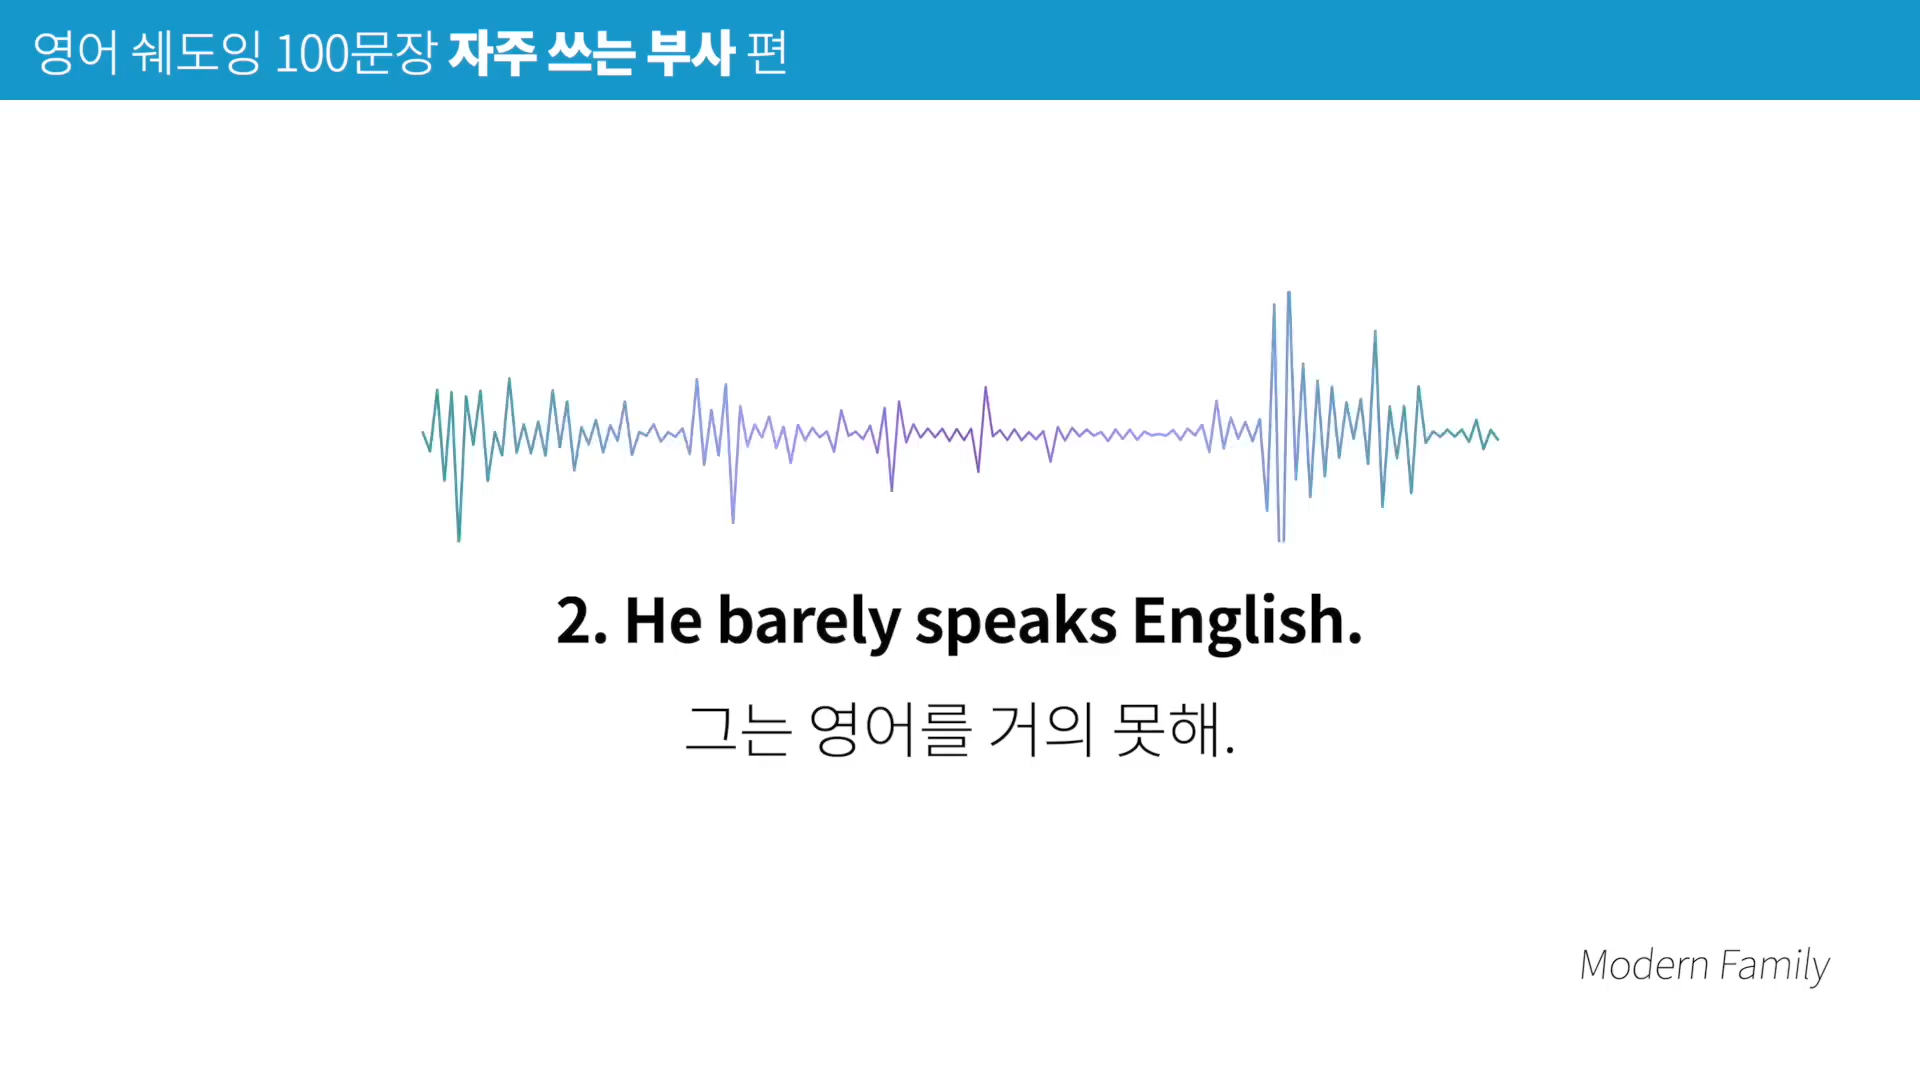 영어 쉐도잉 100문장 자주 쓰는 부사 편
2. He barely speaks English.
그는 영어를 거의 못해.
Modern Family